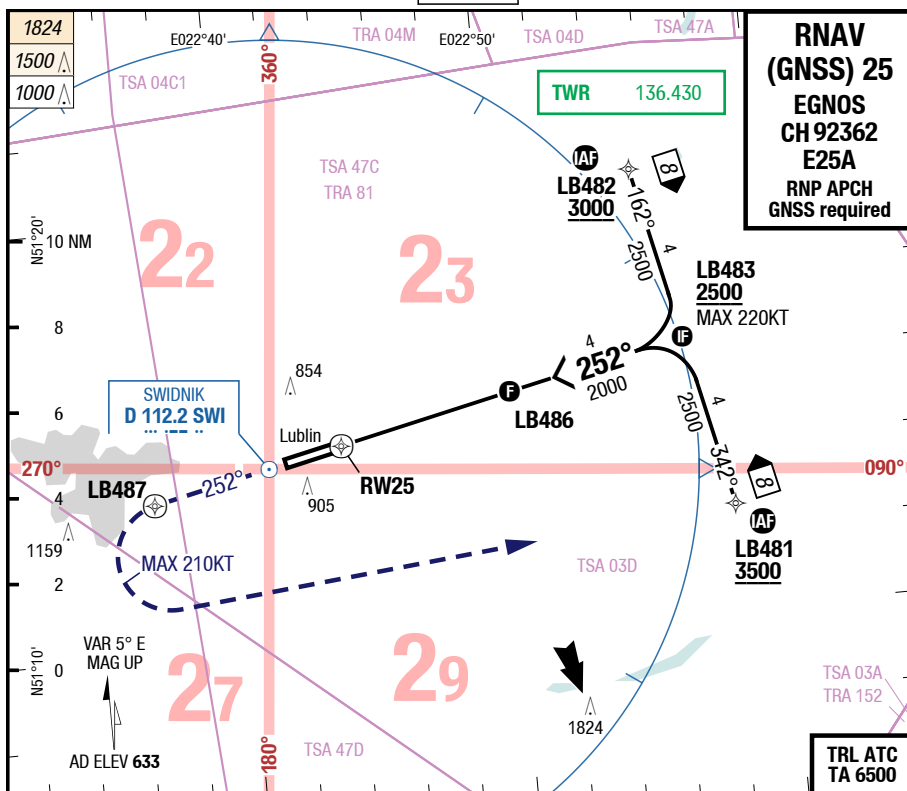 1824
1500
1000
E022°40'
360°
TRA 04M
E022°50'
TSA 04D
TSA 47A
TSA 04C1
TWR 136.430
RNAV
(GNSS) 25
EGNOS
CH 92362
E25A
RNP APCH
GNSS required
TSA 47C
TRA 81
IAF
LB482
3000
8
162°
4
2500
N51°20'
10 NM
22
23
LB483
2500
MAX 220KT
IF
8
4
252°
2000
854
F
LB486
4
2500
SWIDNIK
D 112.2 SWI
6
Lublin
270°
090°
RW25
342°
8
LB487
252°
4
905
IAF
LB481
3500
1159
MAX 210KT
TSA 03D
2
VAR 5° E
MAG UP
N51°10'
0
27
29
1824
TSA 03A
TRA 152
AD ELEV 633
180°
TSA 47D
TRL ATC
TA 6500